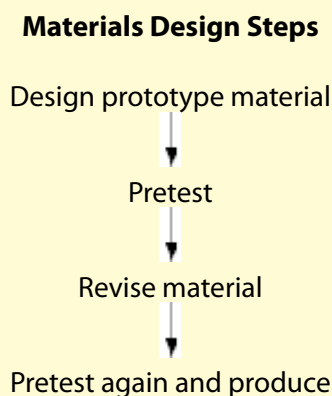 Materials Design Steps
Design prototype material
Pretest
Revise material
Pretest again and produce